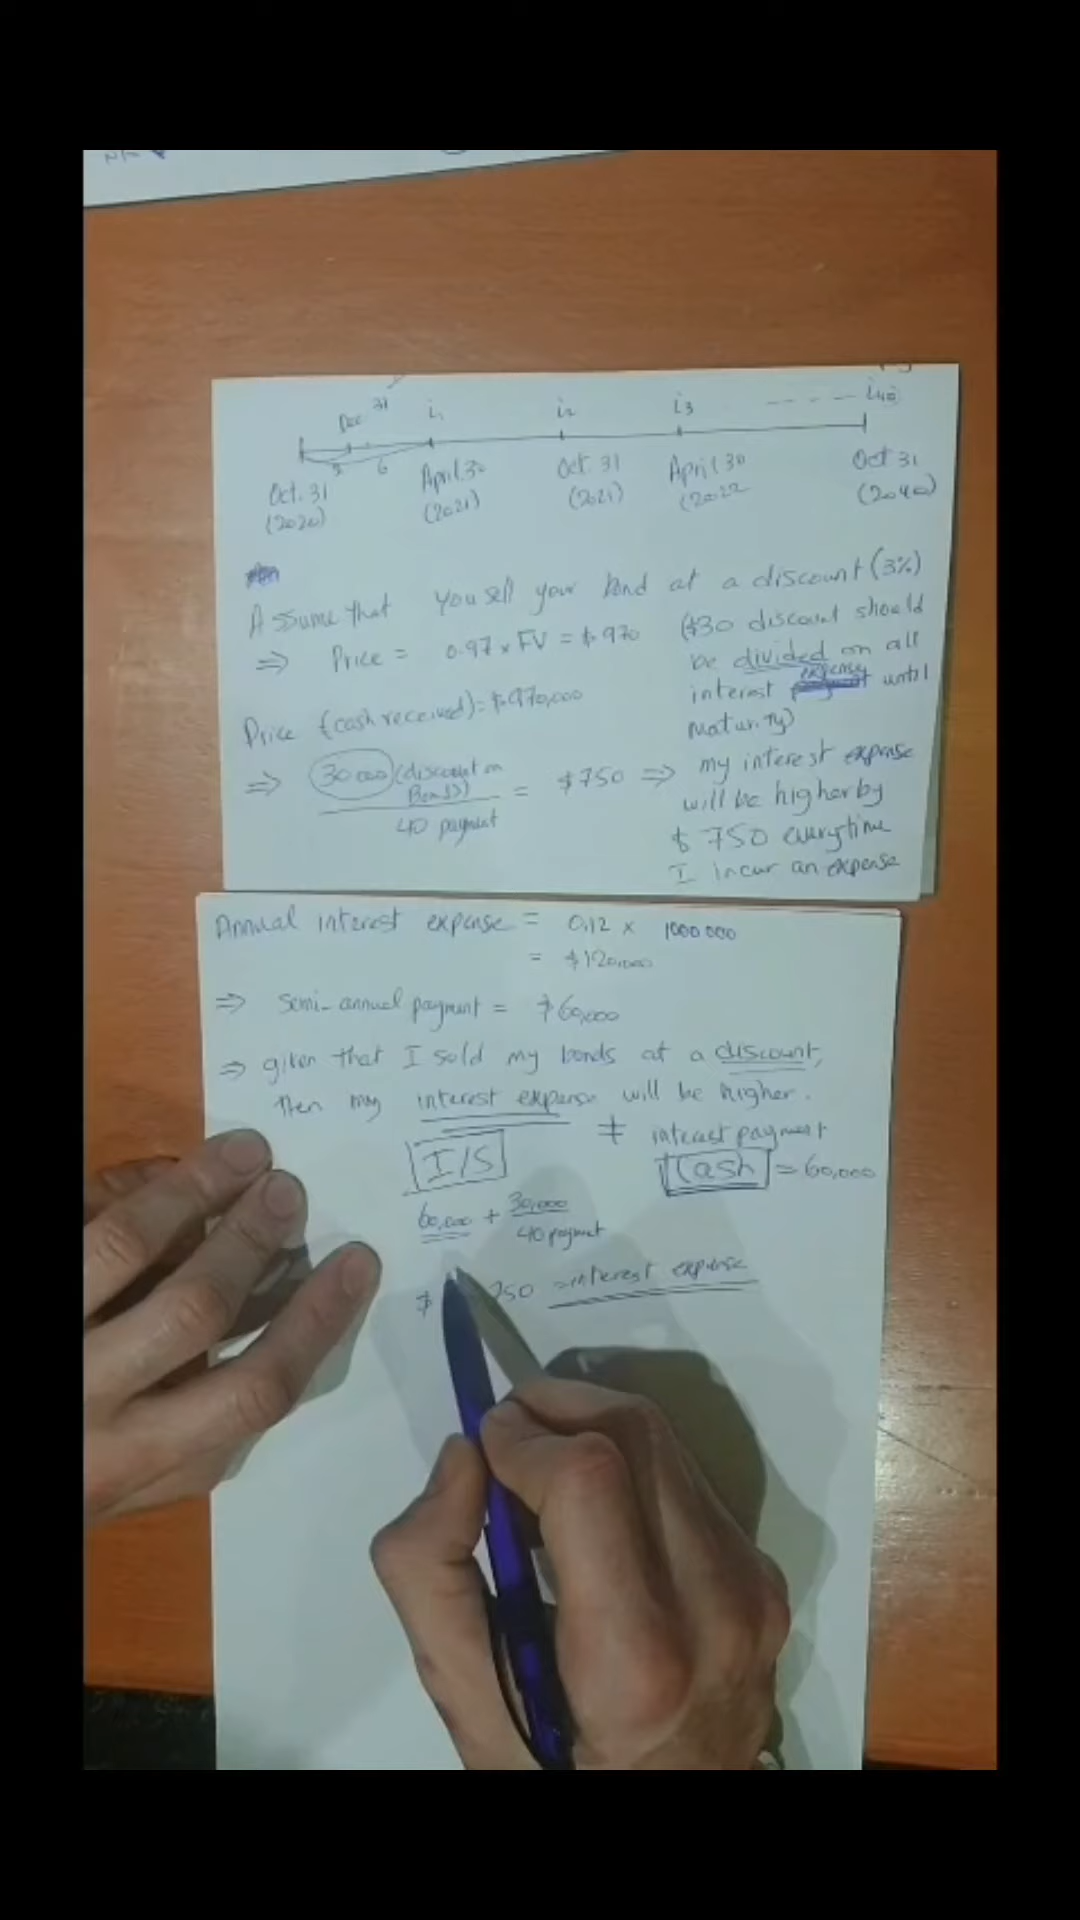 Dec 31 i1 i2 i3 - - - - i40
2 6
Oct. 31 April 30 Oct 31 April 30 Oct 31
(2020) (2021) (2021) (2022 (2040)
Assume that you sell your bond at a discount (3%)
⇒ Price = 0.97 x FV = $970 ($30 discount should
be divided on all
interest expense until
maturity)
Price (cash received) = $970,000
⇒ 30000 (discount on Bonds) / 40 payment = $750 ⇒ my interest expense
will be higher by
$750 everytime
I incur an expense
Annual interest expense = 0.12 x 1000 000
= $120,000
⇒ Semi-annual payment = $60,000
⇒ given that I sold my bonds at a discount,
then my interest expense will be higher.
≠ interest payment
I/S Cash = 60,000
60,000 + 30,000
40 payment
$ 750 = interest expense